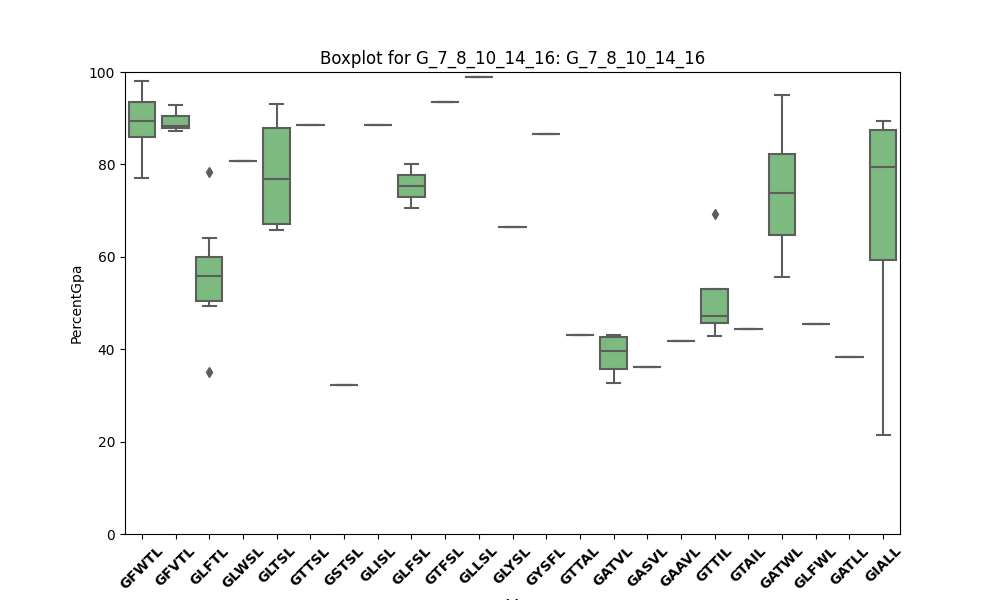 Boxplot for G_7_8_10_14_16: G_7_8_10_14_16
100
80
60
40
20
0
PercentGpa
GFWTL GFVTL GLFTL GLWSL GLTSL GTTSL GSTSL GLISL GLFSL GTFSL GLLSL GLYSL GYSFL GTTAL GATVL GASVL GAAVL GTTIL GTAIL GATWL GLFWL GATLL GIALL